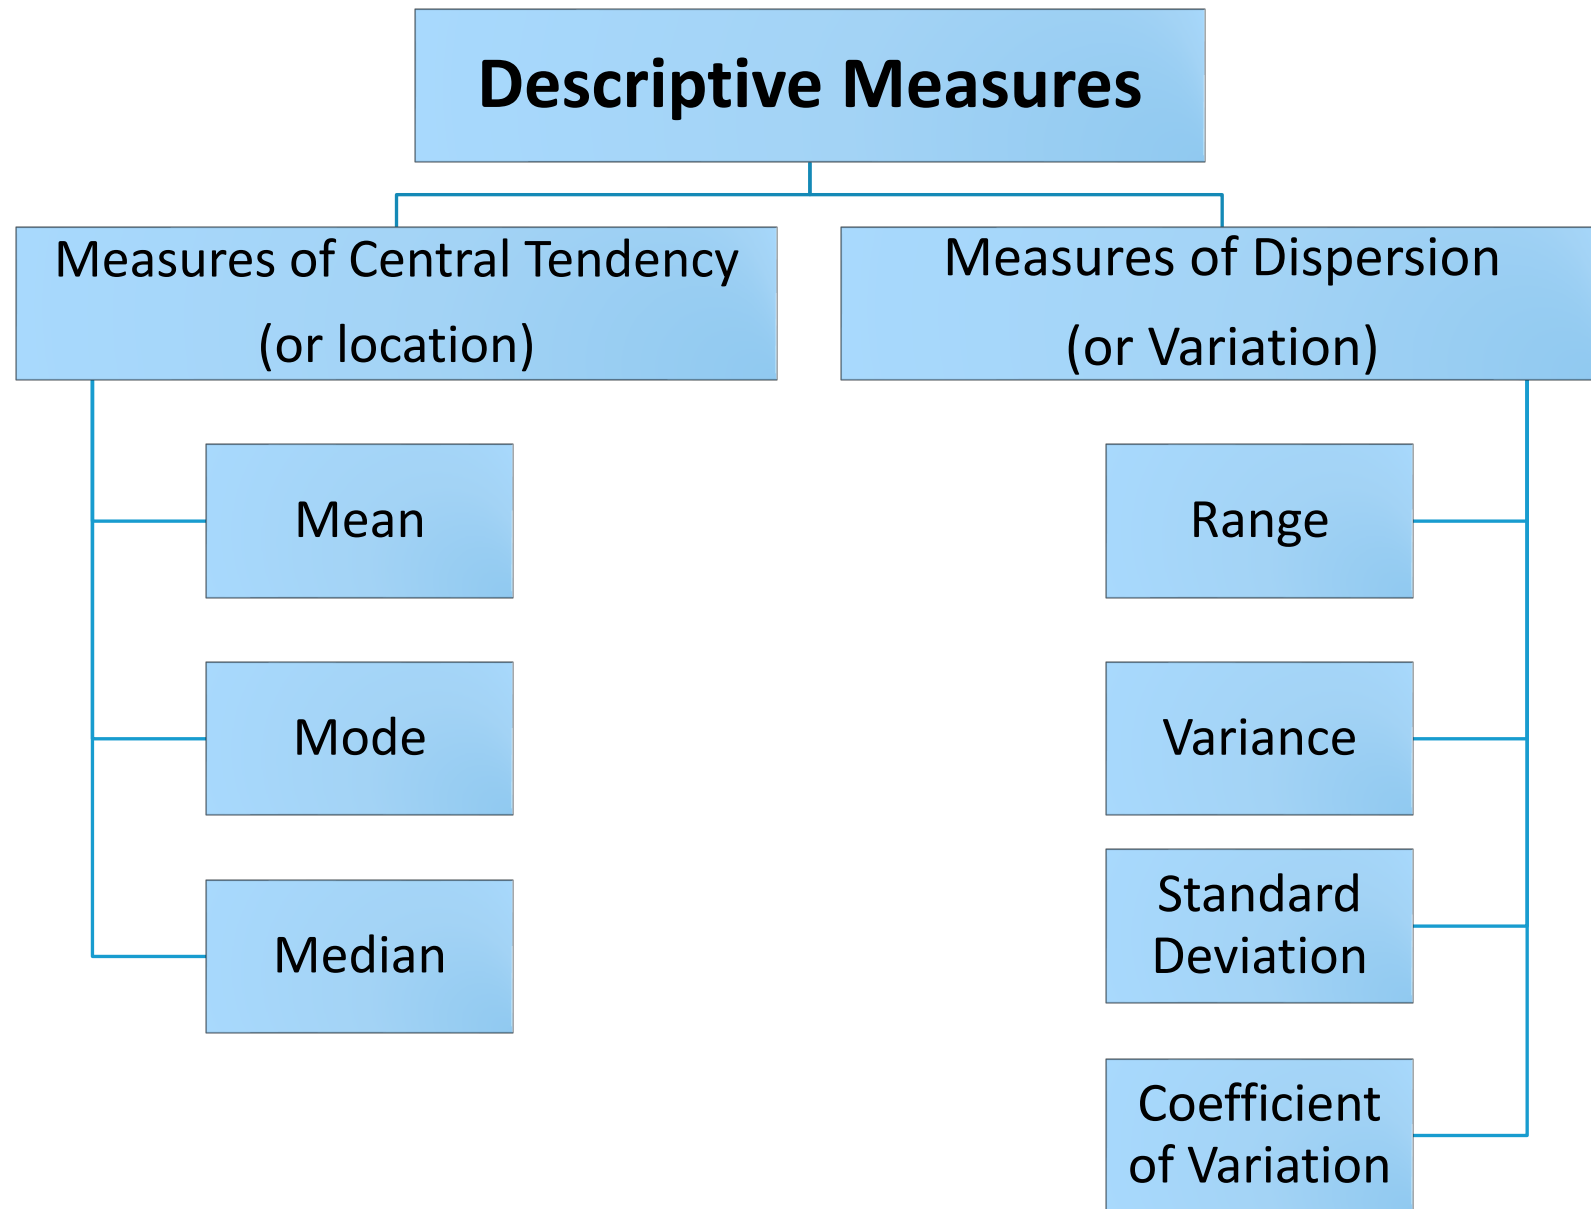 Descriptive Measures
Measures of Central Tendency
(or location)
Mean
Mode
Median
Measures of Dispersion
(or Variation)
Range
Variance
Standard
Deviation
Coefficient
of Variation